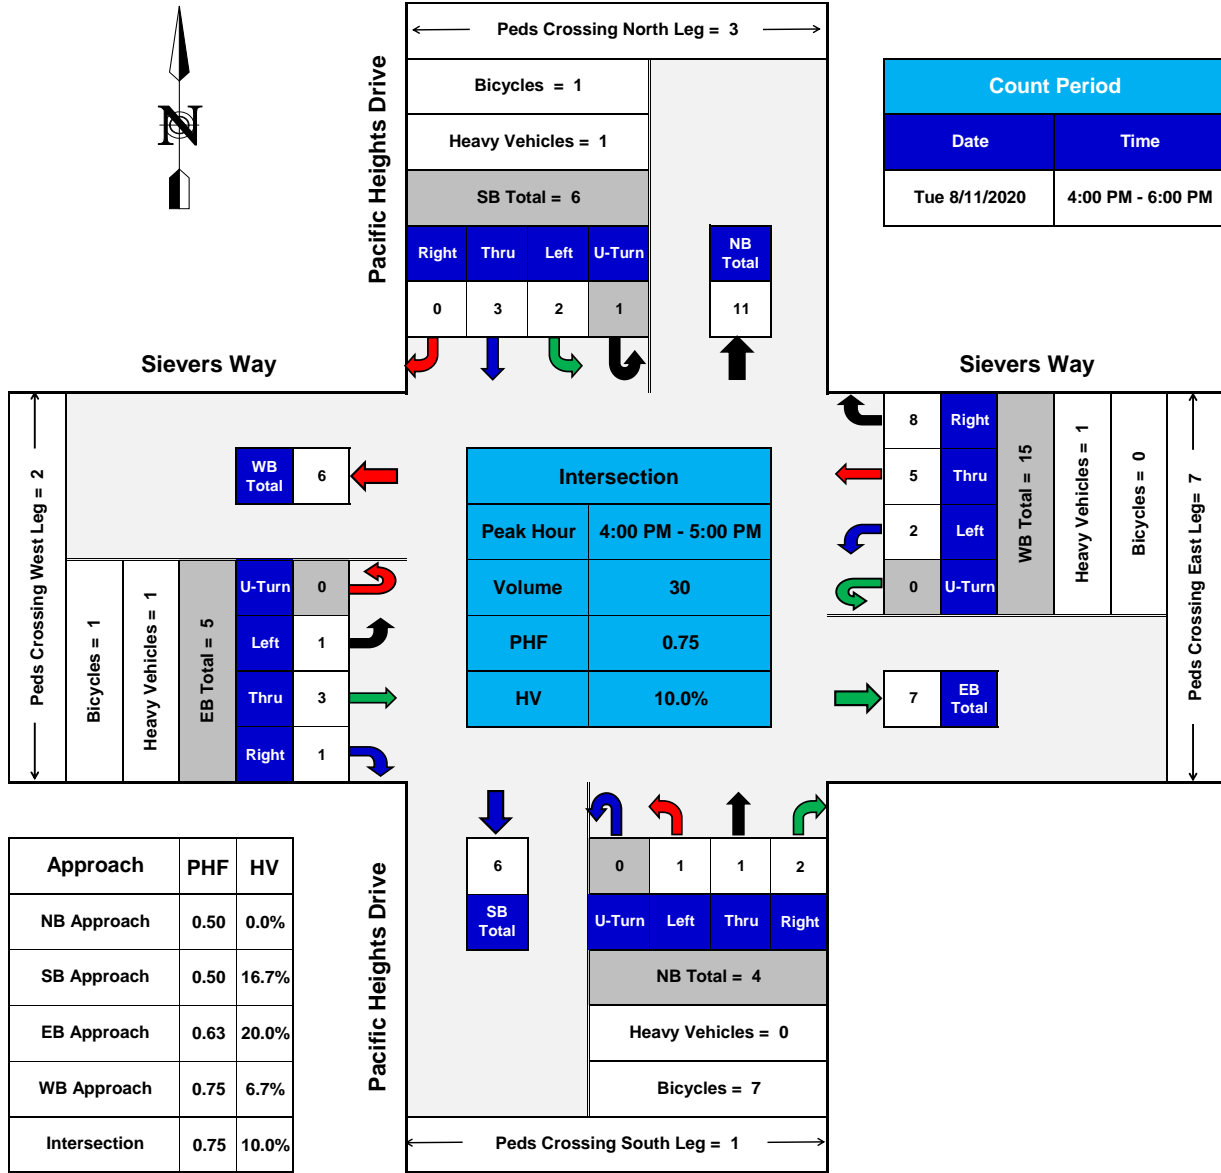 Peds Crossing North Leg = 3
N
Pacific Heights Drive
Bicycles = 1
Heavy Vehicles = 1
SB Total = 6
Right Thru Left U-Turn
0 3 2 1
NB
Total
11
Count Period
Date Time
Tue 8/11/2020 4:00 PM - 6:00 PM
Sievers Way
Sievers Way
Peds Crossing West Leg = 2
WB
Total
6
Bicycles = 1
Heavy Vehicles = 1
EB Total = 5
U-Turn 0
Left 1
Thru 3
Right 1
Intersection
Peak Hour 4:00 PM - 5:00 PM
Volume 30
PHF 0.75
HV 10.0%
8 Right
5 Thru
2 Left
0 U-Turn
WB Total = 15
Heavy Vehicles = 1
Bicycles = 0
Peds Crossing East Leg= 7
7
EB
Total
Approach PHF HV
NB Approach 0.50 0.0%
SB Approach 0.50 16.7%
EB Approach 0.63 20.0%
WB Approach 0.75 6.7%
Intersection 0.75 10.0%
Pacific Heights Drive
6
SB
Total
0 1 1 2
U-Turn Left Thru Right
NB Total = 4
Heavy Vehicles = 0
Bicycles = 7
Peds Crossing South Leg = 1